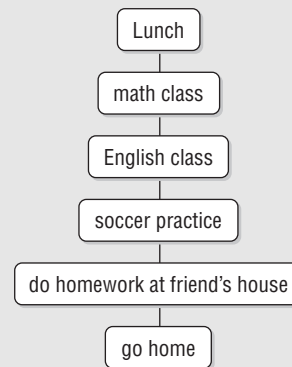 Lunch
math class
English class
soccer practice
do homework at friend's house
go home